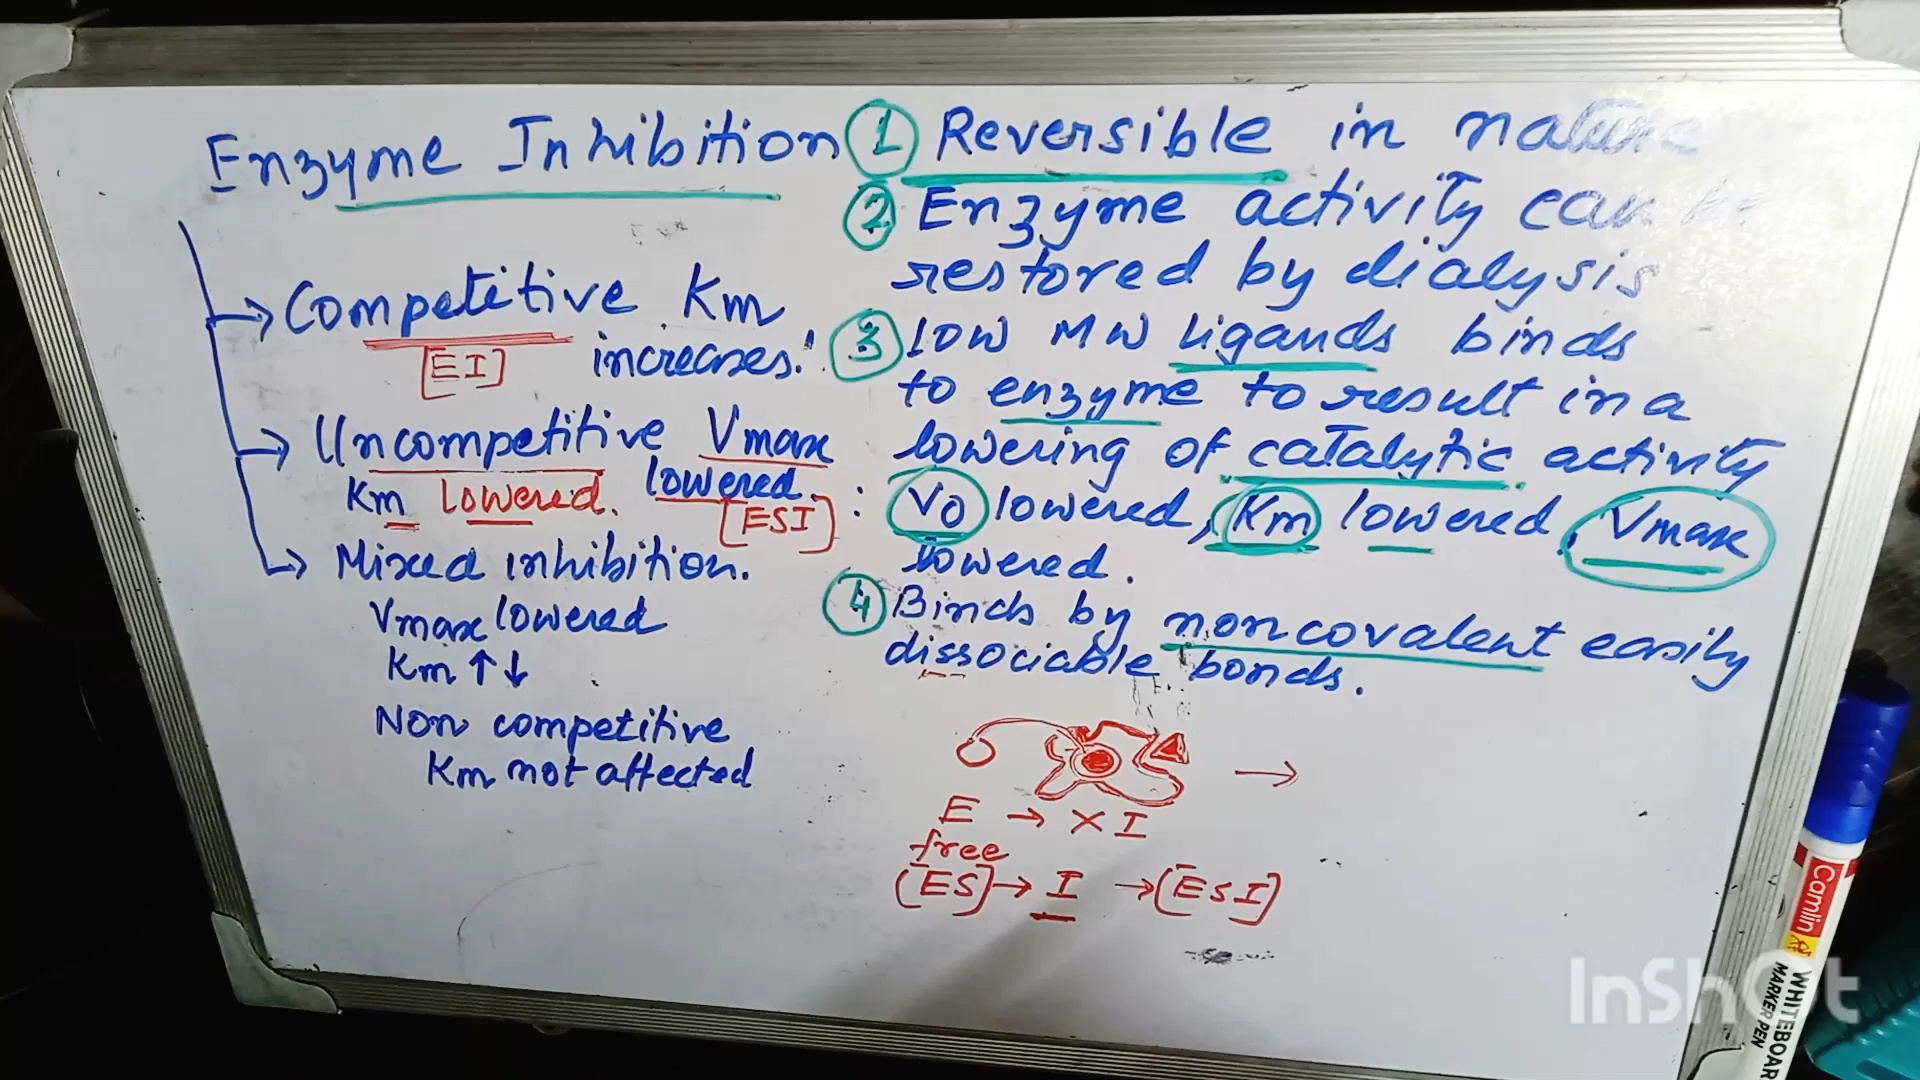 Enzyme Inhibition
→ Competitive Km
[EI] increases.
→ Uncompetitive Vmax
Km lowered. lowered.
[ESI]
→ Mixed inhibition.
Vmax lowered
Km ↑↓
Non competitive
Km not affected
① Reversible in nature
② Enzyme activity can be
restored by dialysis
③ low MW ligands binds
to enzyme to result in a
lowering of catalytic activity
: Vo lowered, Km lowered, Vmax
lowered.
④ Binds by noncovalent easily
dissociable bonds.
→
E → X I
free
[ES] → I → [ESI]
Camlin
WHITEBOARD
MARKER PEN
InShot